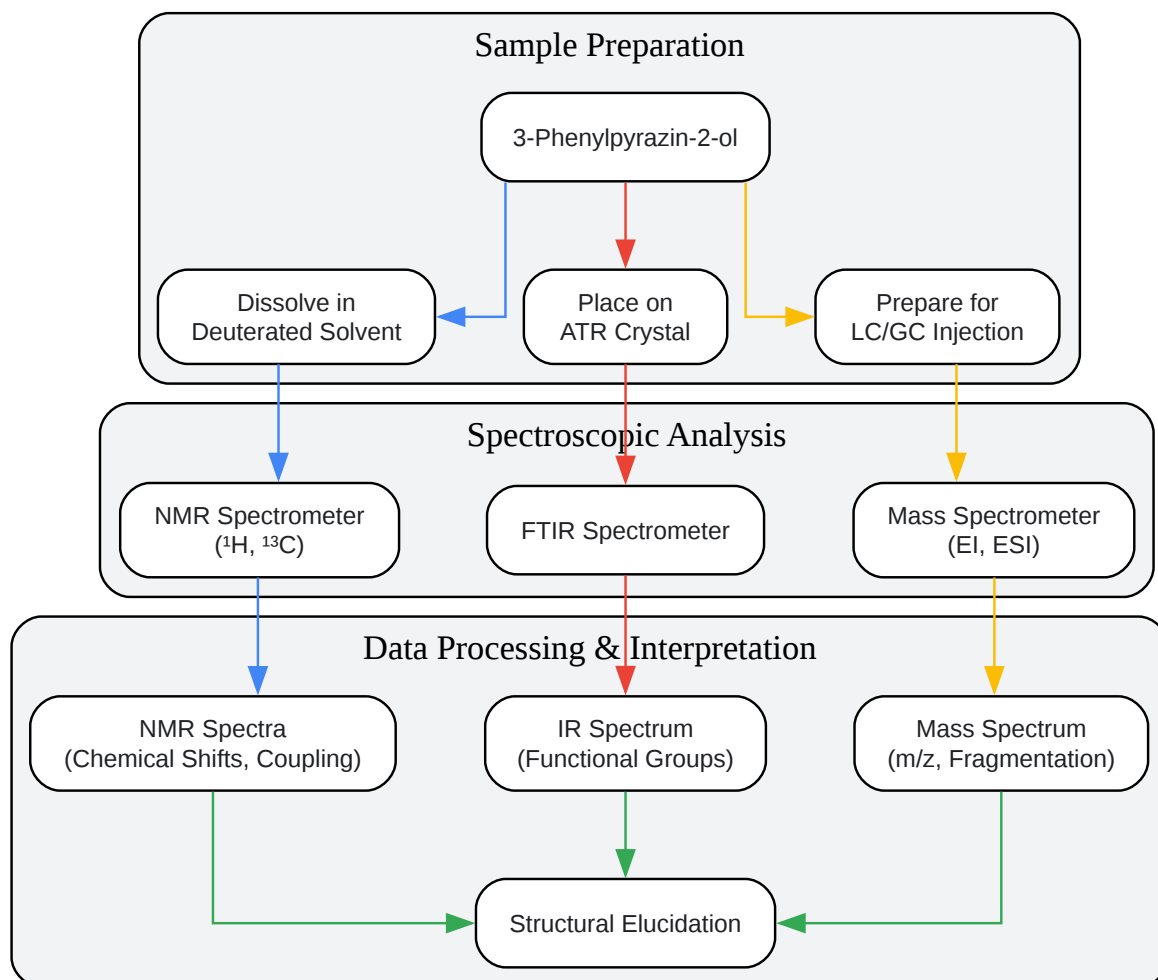 Sample Preparation
3-Phenylpyrazin-2-ol
Dissolve in
Deuterated Solvent
Place on
ATR Crystal
Prepare for
LC/GC Injection
Spectroscopic Analysis
NMR Spectrometer
(¹H, ¹³C)
FTIR Spectrometer
Mass Spectrometer
(EI, ESI)
Data Processing & Interpretation
NMR Spectra
(Chemical Shifts, Coupling)
IR Spectrum
(Functional Groups)
Mass Spectrum
(m/z, Fragmentation)
Structural Elucidation